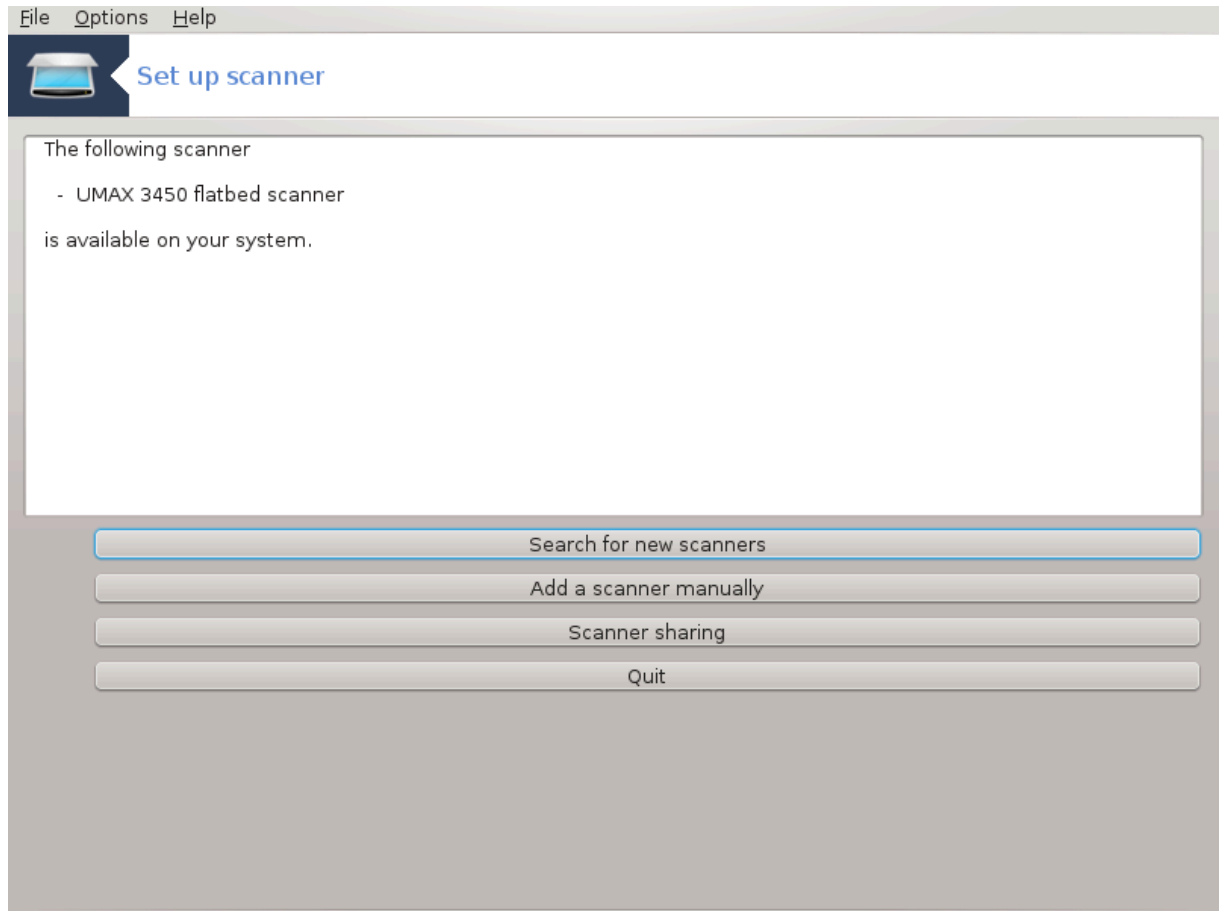 File Options Help
Set up scanner
The following scanner
- UMAX 3450 flatbed scanner
is available on your system.
Search for new scanners
Add a scanner manually
Scanner sharing
Quit